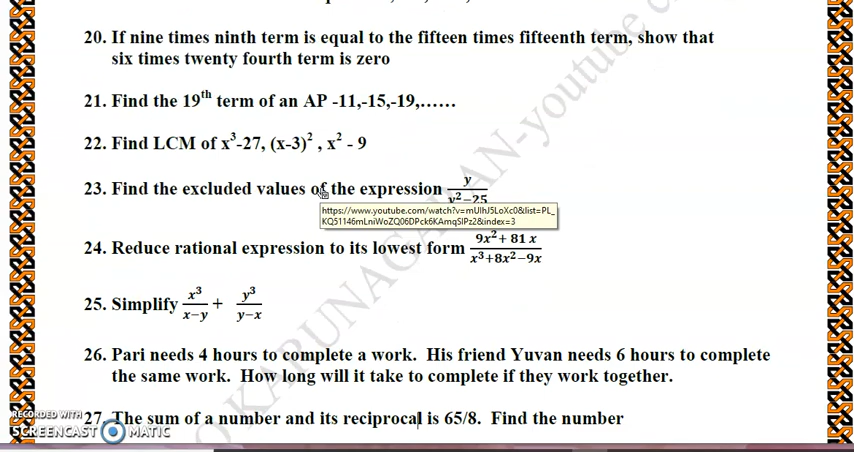 20. If nine times ninth term is equal to the fifteen times fifteenth term, show that
six times twenty fourth term is zero
21. Find the 19th term of an AP -11,-15,-19,......
22. Find LCM of x³-27, (x-3)² , x² - 9
23. Find the excluded values of the expression y / y²−25
https://www.youtube.com/watch?v=mUlhJ5LoXc0&list=PL_
KQ51146mLniWoZQ06DPck6KAmqSlPz2&index=3
24. Reduce rational expression to its lowest form 9x²+ 81 x / x³+8x²−9x
25. Simplify x³ / x−y + y³ / y−x
26. Pari needs 4 hours to complete a work. His friend Yuvan needs 6 hours to complete
the same work. How long will it take to complete if they work together.
27. The sum of a number and its reciprocal is 65/8. Find the number
RECORDED WITH
SCREENCAST MATIC
KARUNAGARAN-youtube